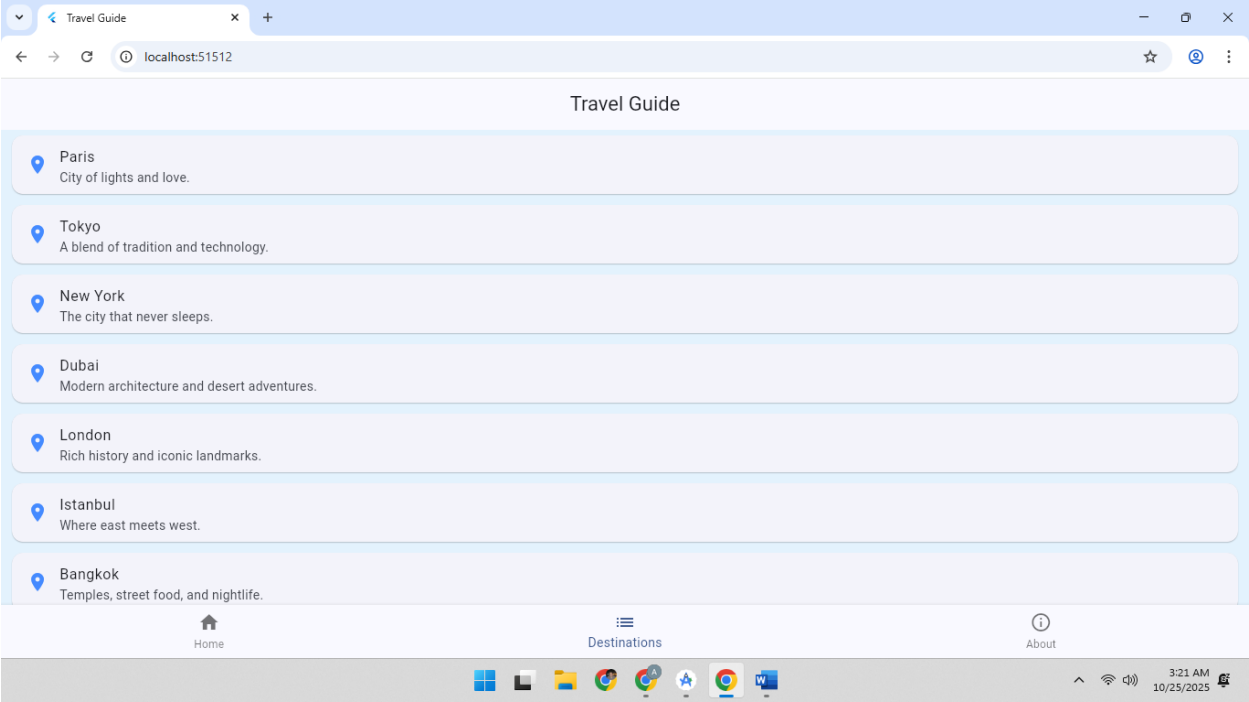 Travel Guide
localhost:51512
Travel Guide
Paris
City of lights and love.
Tokyo
A blend of tradition and technology.
New York
The city that never sleeps.
Dubai
Modern architecture and desert adventures.
London
Rich history and iconic landmarks.
Istanbul
Where east meets west.
Bangkok
Temples, street food, and nightlife.
Home
Destinations
About
A
W
3:21 AM
10/25/2025